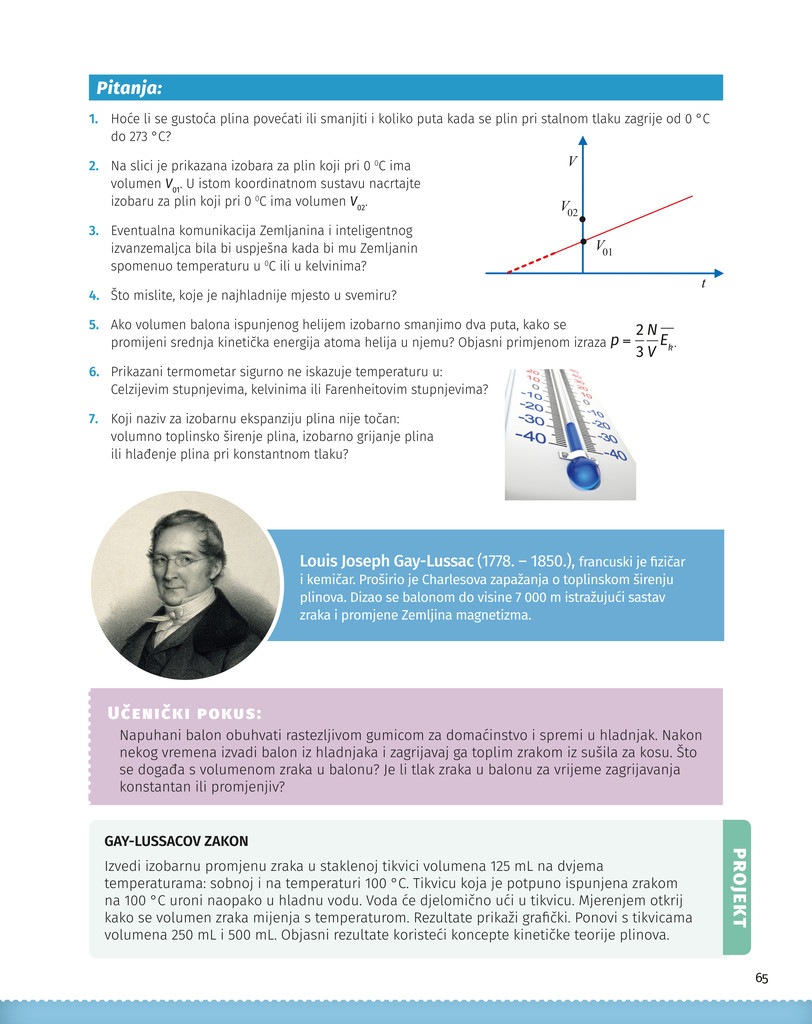 Pitanja:
1. Hoće li se gustoća plina povećati ili smanjiti i koliko puta kada se plin pri stalnom tlaku zagrije od 0 °C
do 273 °C?
2. Na slici je prikazana izobara za plin koji pri 0 ⁰C ima
volumen V01. U istom koordinatnom sustavu nacrtajte
izobaru za plin koji pri 0 ⁰C ima volumen V02.
3. Eventualna komunikacija Zemljanina i inteligentnog
izvanzemaljca bila bi uspješna kada bi mu Zemljanin
spomenuo temperaturu u ⁰C ili u kelvinima?
4. Što mislite, koje je najhladnije mjesto u svemiru?
V
V02
V01
t
5. Ako volumen balona ispunjenog helijem izobarno smanjimo dva puta, kako se
promijeni srednja kinetička energija atoma helija u njemu? Objasni primjenom izraza p = 2/3 N/V E̅k.
6. Prikazani termometar sigurno ne iskazuje temperaturu u:
Celzijevim stupnjevima, kelvinima ili Farenheitovim stupnjevima?
7. Koji naziv za izobarnu ekspanziju plina nije točan:
volumno toplinsko širenje plina, izobarno grijanje plina
ili hlađenje plina pri konstantnom tlaku?
10 10
0 0
-10 -10
-20 -20
-30 -30
-40 -40
Louis Joseph Gay-Lussac (1778. – 1850.), francuski je fizičar
i kemičar. Proširio je Charlesova zapažanja o toplinskom širenju
plinova. Dizao se balonom do visine 7 000 m istražujući sastav
zraka i promjene Zemljina magnetizma.
Učenički pokus:
Napuhani balon obuhvati rastezljivom gumicom za domaćinstvo i spremi u hladnjak. Nakon
nekog vremena izvadi balon iz hladnjaka i zagrijavaj ga toplim zrakom iz sušila za kosu. Što
se događa s volumenom zraka u balonu? Je li tlak zraka u balonu za vrijeme zagrijavanja
konstantan ili promjenjiv?
GAY-LUSSACOV ZAKON
Izvedi izobarnu promjenu zraka u staklenoj tikvici volumena 125 mL na dvjema
temperaturama: sobnoj i na temperaturi 100 °C. Tikvicu koja je potpuno ispunjena zrakom
na 100 °C uroni naopako u hladnu vodu. Voda će djelomično ući u tikvicu. Mjerenjem otkrij
kako se volumen zraka mijenja s temperaturom. Rezultate prikaži grafički. Ponovi s tikvicama
volumena 250 mL i 500 mL. Objasni rezultate koristeći koncepte kinetičke teorije plinova.
PROJEKT
65